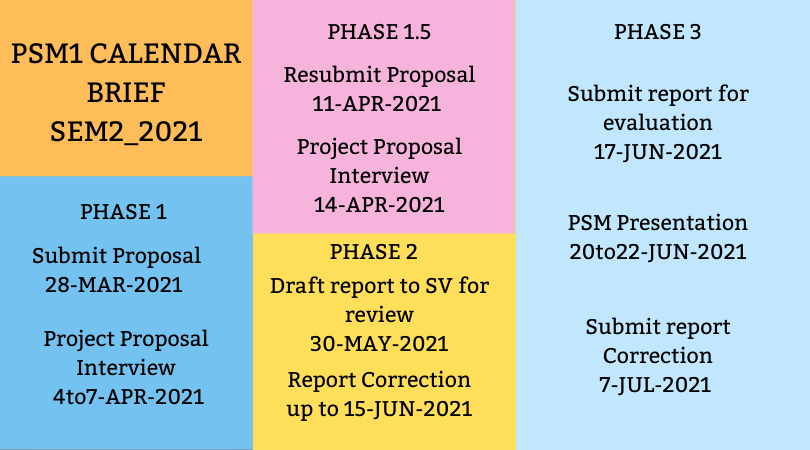 PSM1 CALENDAR
BRIEF
SEM2_2021
PHASE 1
Submit Proposal
28-MAR-2021
Project Proposal
Interview
4to7-APR-2021
PHASE 1.5
Resubmit Proposal
11-APR-2021
Project Proposal
Interview
14-APR-2021
PHASE 2
Draft report to SV for
review
30-MAY-2021
Report Correction
up to 15-JUN-2021
PHASE 3
Submit report for
evaluation
17-JUN-2021
PSM Presentation
20to22-JUN-2021
Submit report
Correction
7-JUL-2021